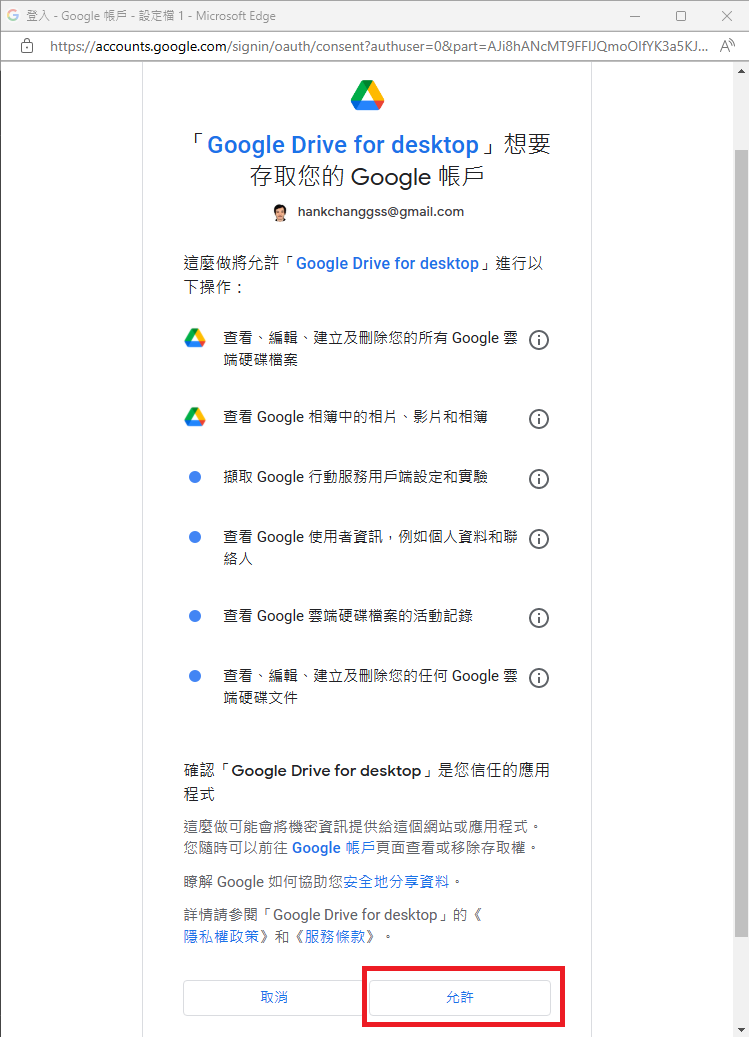 登入 - Google 帳戶 - 設定檔 1 - Microsoft Edge
https://accounts.google.com/signin/oauth/consent?authuser=0&part=AJi8hANcMT9FFIJQmoOIfYK3a5KJ...
「Google Drive for desktop」想要
存取您的 Google 帳戶
hankchanggss@gmail.com
這麼做將允許「Google Drive for desktop」進行以
下操作：
查看、編輯、建立及刪除您的所有 Google 雲
端硬碟檔案
查看 Google 相簿中的相片、影片和相簿
擷取 Google 行動服務用戶端設定和實驗
查看 Google 使用者資訊，例如個人資料和聯
絡人
查看 Google 雲端硬碟檔案的活動記錄
查看、編輯、建立及刪除您的任何 Google 雲
端硬碟文件
確認「Google Drive for desktop」是您信任的應用
程式
這麼做可能會將機密資訊提供給這個網站或應用程式。
您隨時可以前往 Google 帳戶頁面查看或移除存取權。
瞭解 Google 如何協助您安全地分享資料。
詳情請參閱「Google Drive for desktop」的《
隱私權政策》和《服務條款》。
取消
允許